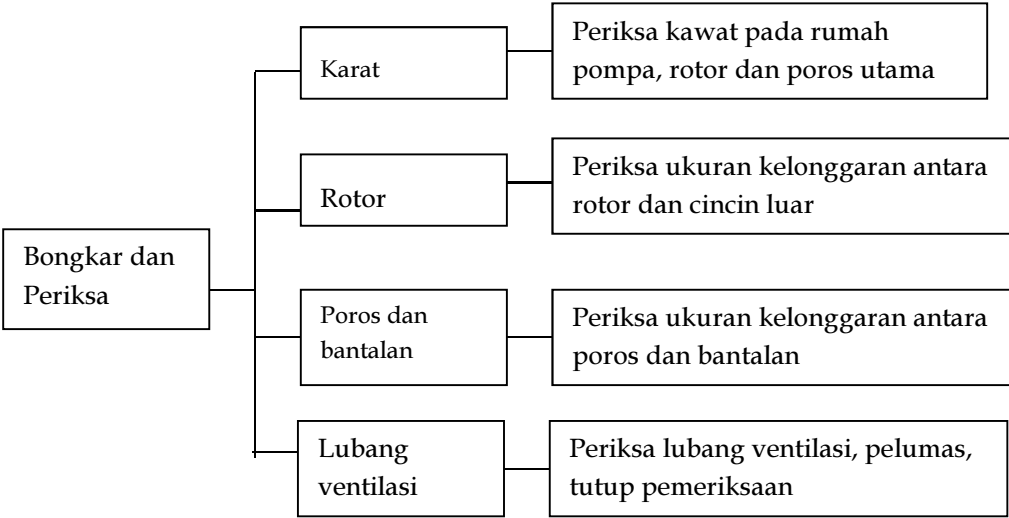 Bongkar dan
Periksa
Karat
Periksa kawat pada rumah
pompa, rotor dan poros utama
Rotor
Periksa ukuran kelonggaran antara
rotor dan cincin luar
Poros dan
bantalan
Periksa ukuran kelonggaran antara
poros dan bantalan
Lubang
ventilasi
Periksa lubang ventilasi, pelumas,
tutup pemeriksaan